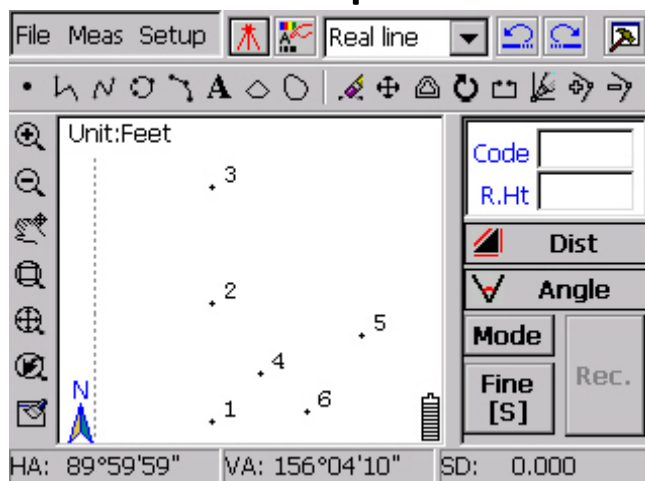 File Meas Setup Real line
A
Unit:Feet
Code
3
R.Ht
Dist
2
Angle
5
Mode
4
Rec.
N
Fine
[S]
1
6
HA: 89°59'59" VA: 156°04'10" SD: 0.000